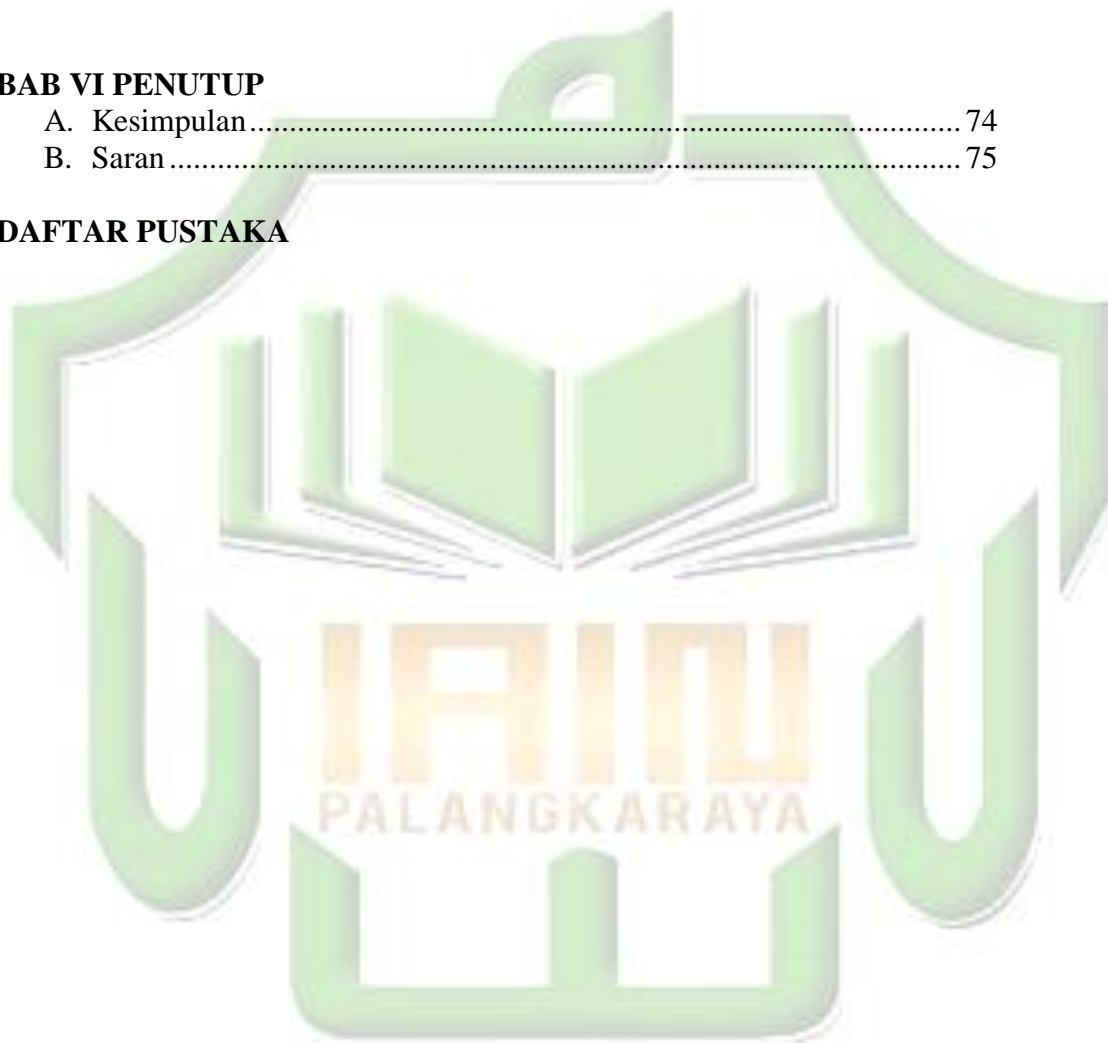 BAB VI PENUTUP
A. Kesimpulan ........................................................................................ 74
B. Saran .................................................................................................. 75
DAFTAR PUSTAKA
IAIN
PALANGKARAYA